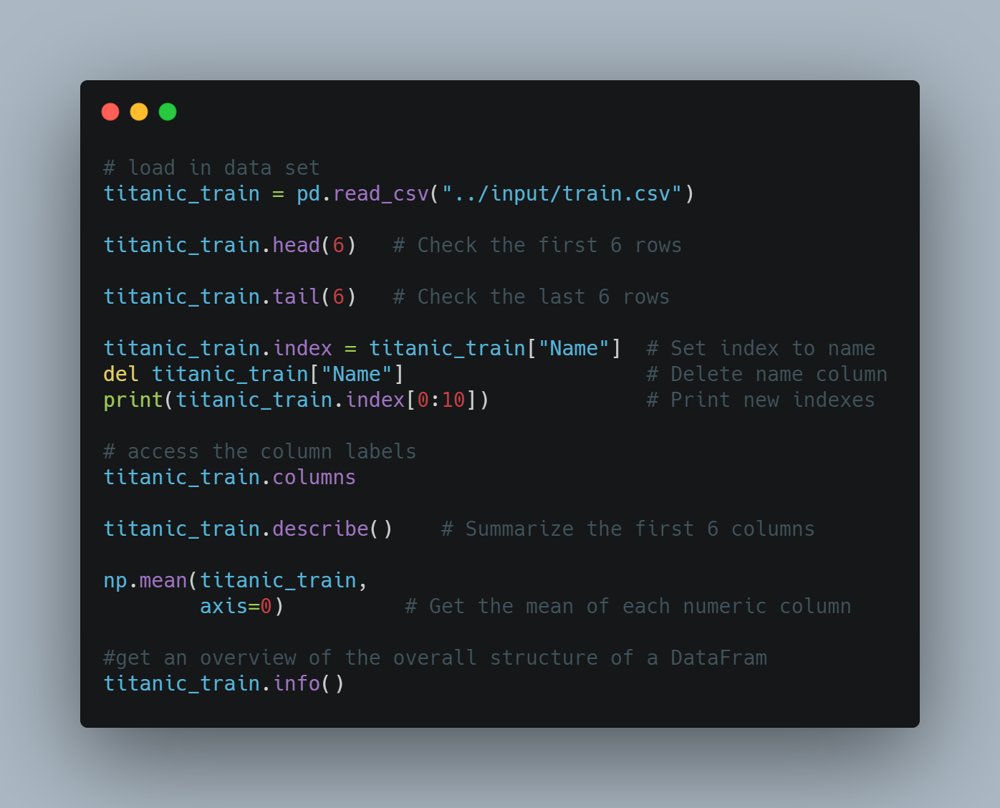 # load in data set
titanic_train = pd.read_csv("../input/train.csv")
titanic_train.head(6)   # Check the first 6 rows
titanic_train.tail(6)   # Check the last 6 rows
titanic_train.index = titanic_train["Name"]  # Set index to name
del titanic_train["Name"]                    # Delete name column
print(titanic_train.index[0:10])             # Print new indexes
# access the column labels
titanic_train.columns
titanic_train.describe()    # Summarize the first 6 columns
np.mean(titanic_train,
        axis=0)          # Get the mean of each numeric column
#get an overview of the overall structure of a DataFram
titanic_train.info()